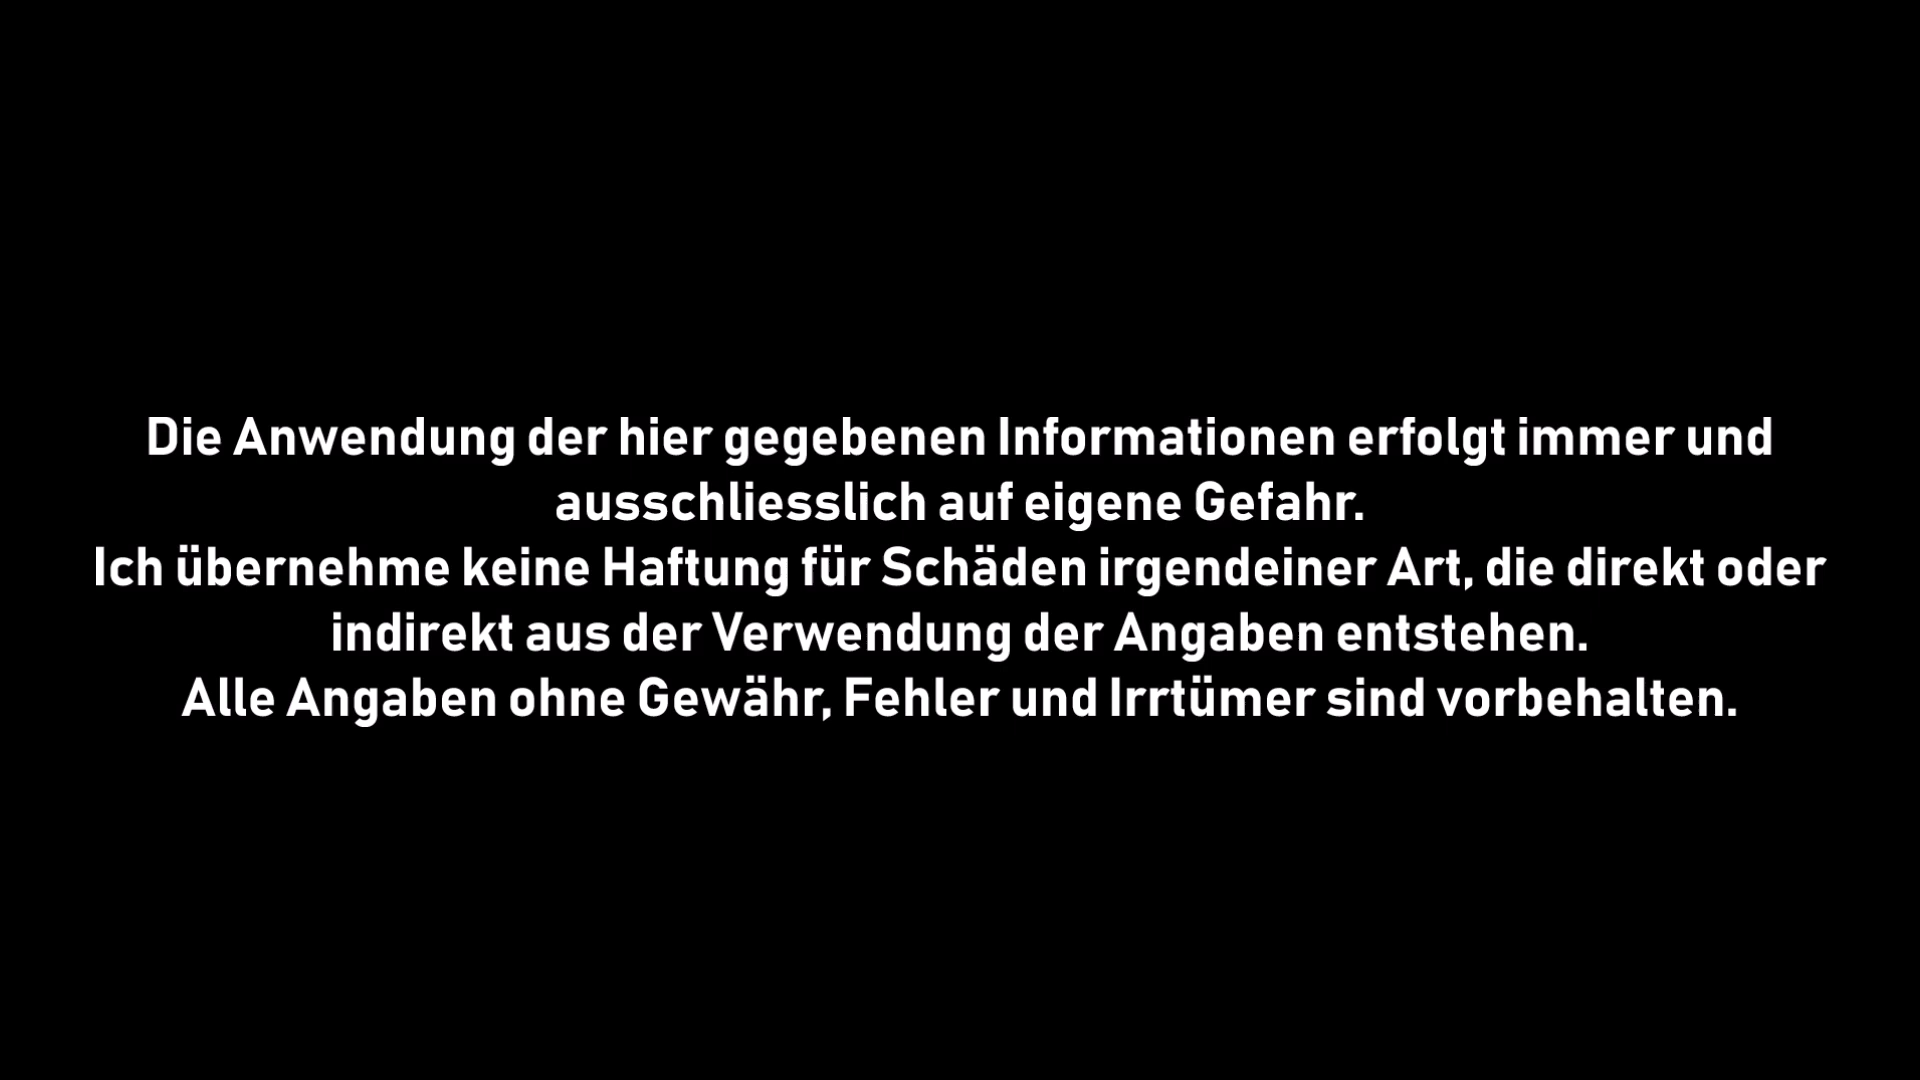 Die Anwendung der hier gegebenen Informationen erfolgt immer und
ausschliesslich auf eigene Gefahr.
Ich übernehme keine Haftung für Schäden irgendeiner Art, die direkt oder
indirekt aus der Verwendung der Angaben entstehen.
Alle Angaben ohne Gewähr, Fehler und Irrtümer sind vorbehalten.